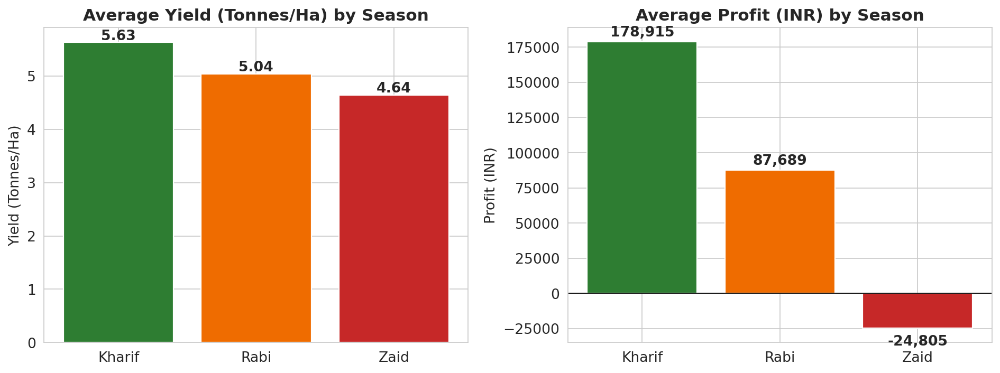 Average Yield (Tonnes/Ha) by Season
Yield (Tonnes/Ha)
5
4
3
2
1
0
5.63
5.04
4.64
Kharif
Rabi
Zaid
Average Profit (INR) by Season
Profit (INR)
175000
150000
125000
100000
75000
50000
25000
0
−25000
178,915
87,689
-24,805
Kharif
Rabi
Zaid